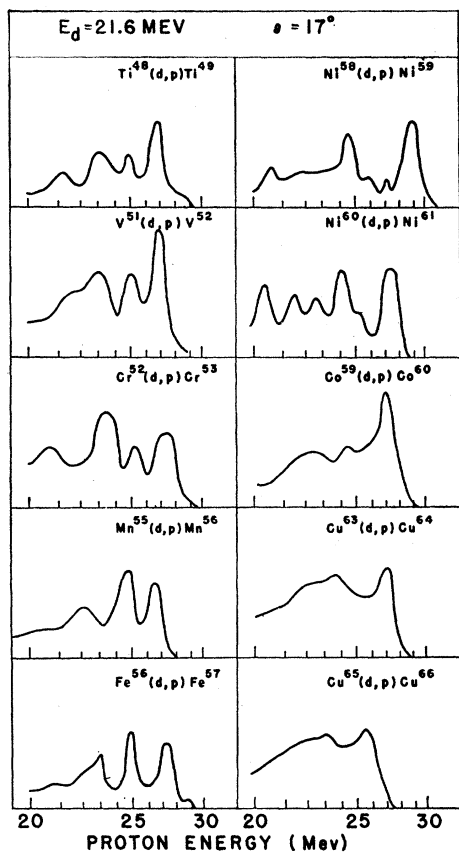 E_d=21.6 MEV θ = 17°
Ti^48(d,p)Ti^49
Ni^58(d,p)Ni^59
V^51(d,p)V^52
Ni^60(d,p)Ni^61
Cr^52(d,p)Cr^53
Co^59(d,p)Co^60
Mn^55(d,p)Mn^56
Cu^63(d,p)Cu^64
Fe^56(d,p)Fe^57
Cu^65(d,p)Cu^66
20 25 30 20 25 30
PROTON ENERGY (Mev)